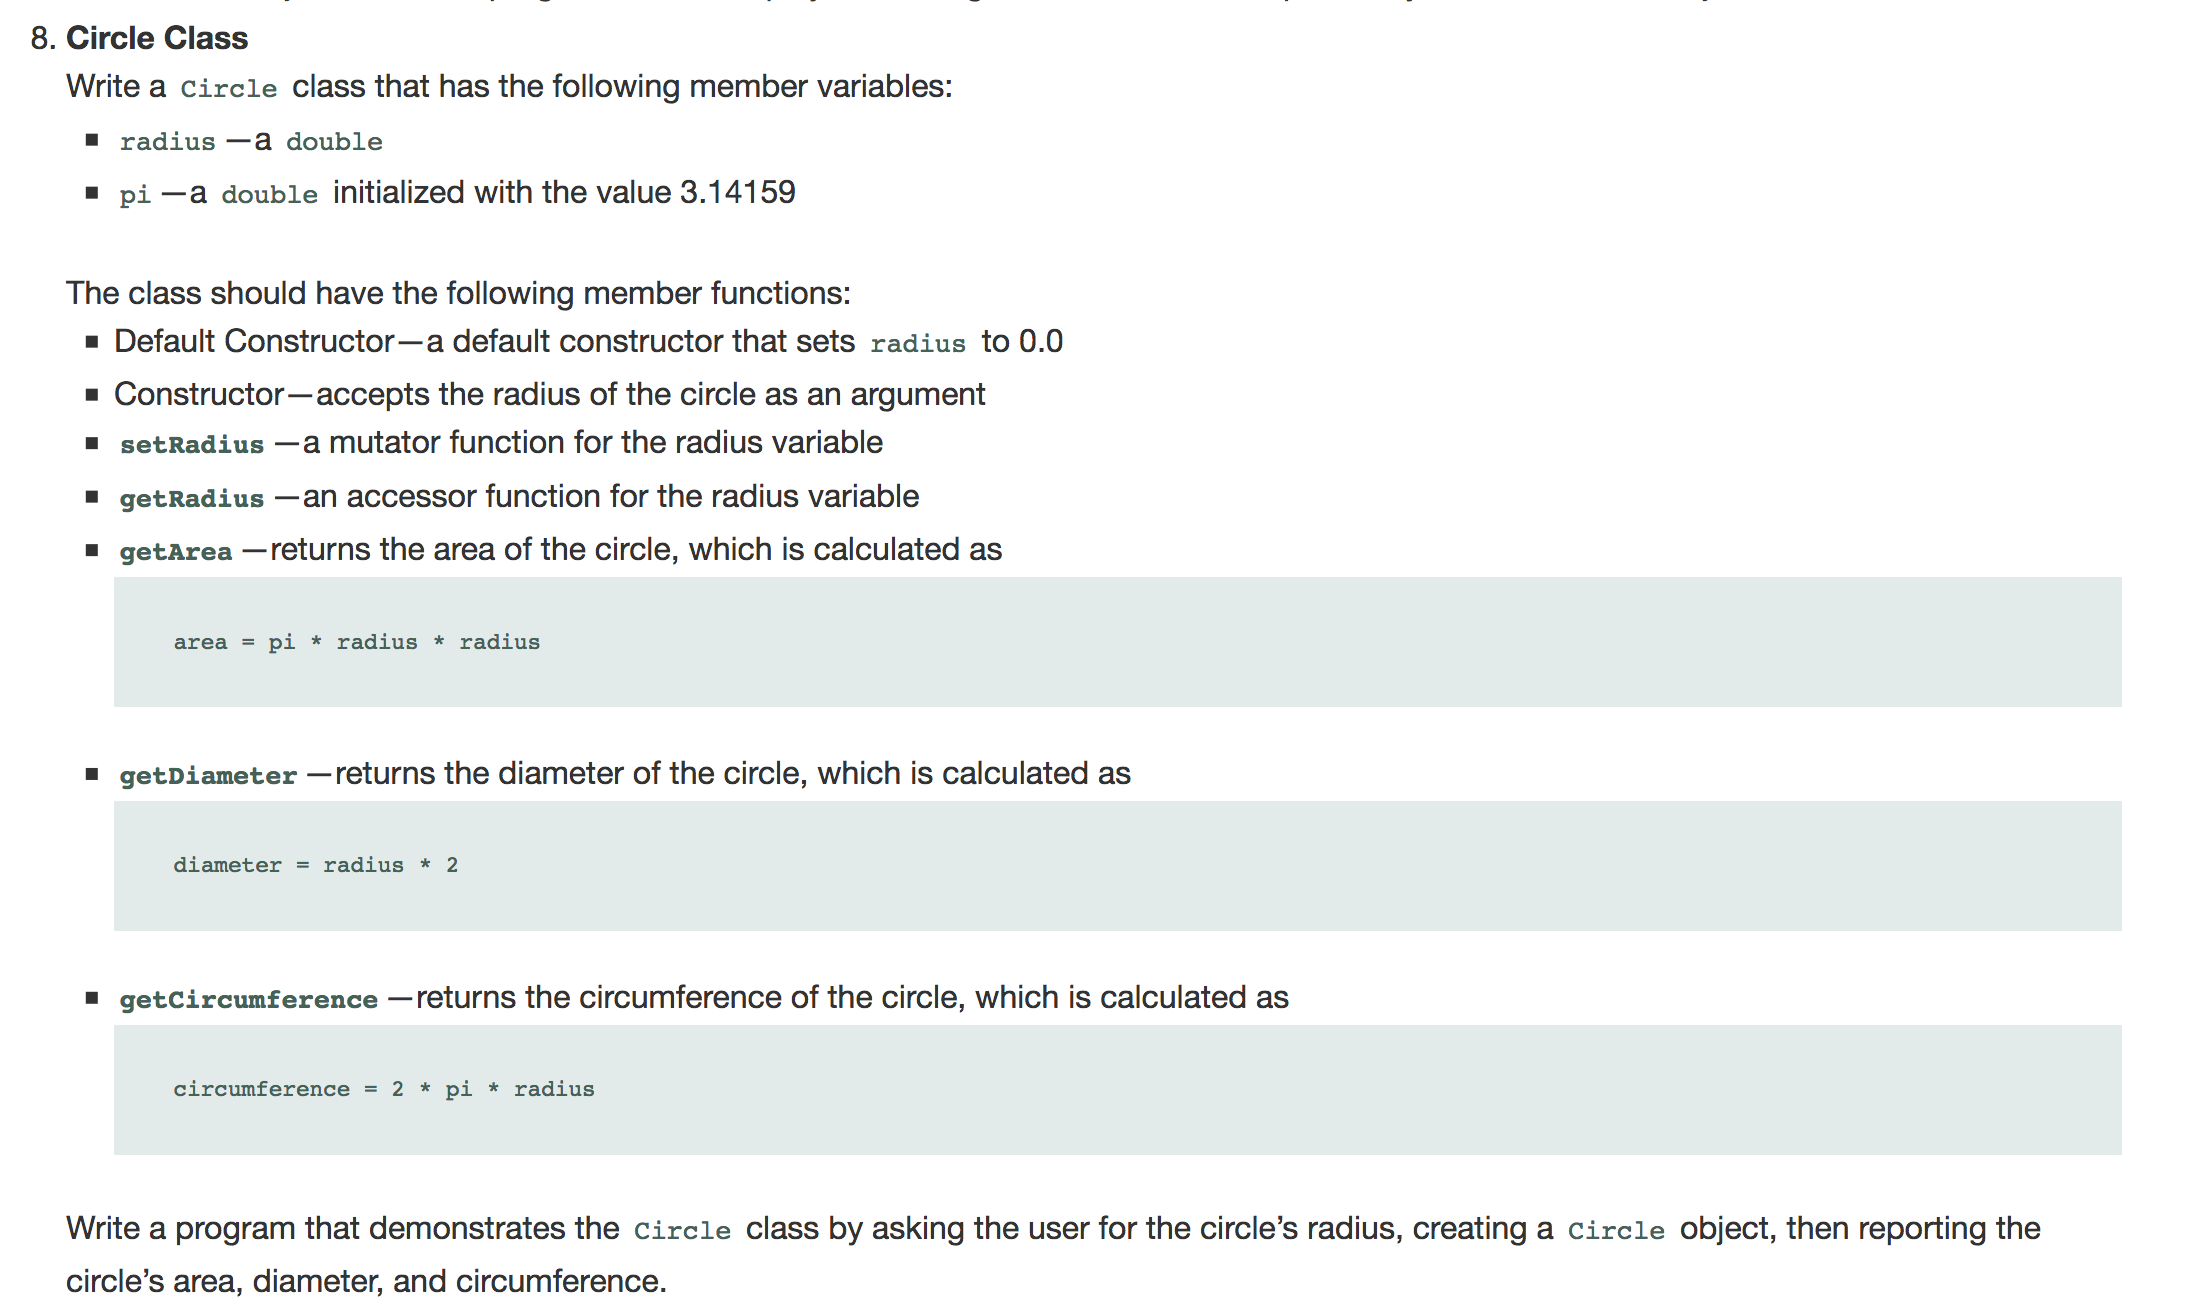 8. Circle Class
Write a Circle class that has the following member variables:
■ radius —a double
■ pi —a double initialized with the value 3.14159
The class should have the following member functions:
■ Default Constructor—a default constructor that sets radius to 0.0
■ Constructor—accepts the radius of the circle as an argument
■ setRadius —a mutator function for the radius variable
■ getRadius —an accessor function for the radius variable
■ getArea —returns the area of the circle, which is calculated as
area = pi * radius * radius
■ getDiameter —returns the diameter of the circle, which is calculated as
diameter = radius * 2
■ getCircumference —returns the circumference of the circle, which is calculated as
circumference = 2 * pi * radius
Write a program that demonstrates the Circle class by asking the user for the circle’s radius, creating a Circle object, then reporting the
circle’s area, diameter, and circumference.